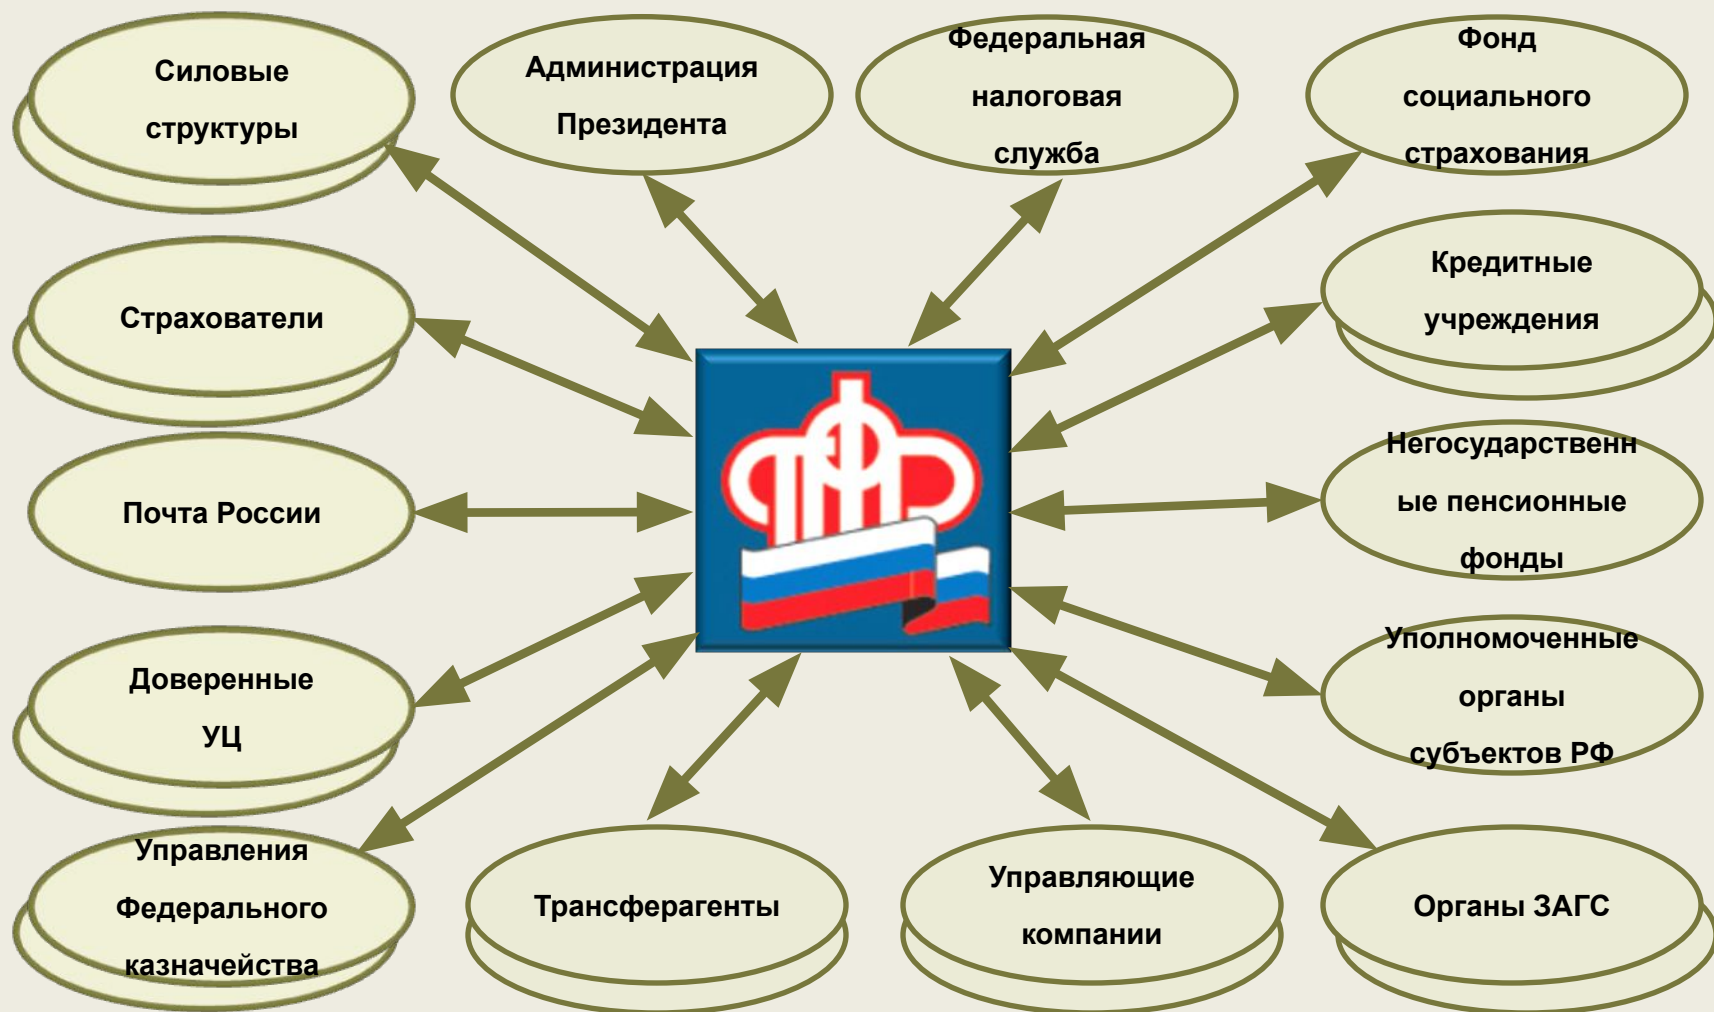 Силовые
структуры
Администрация
Президента
Федеральная
налоговая
служба
Фонд
социального
страхования
Страхователи
Кредитные
учреждения
Почта России
Негосударственн
ые пенсионные
фонды
Доверенные
УЦ
Уполномоченные
органы
субъектов РФ
Управления
Федерального
казначейства
Трансферагенты
Управляющие
компании
Органы ЗАГС